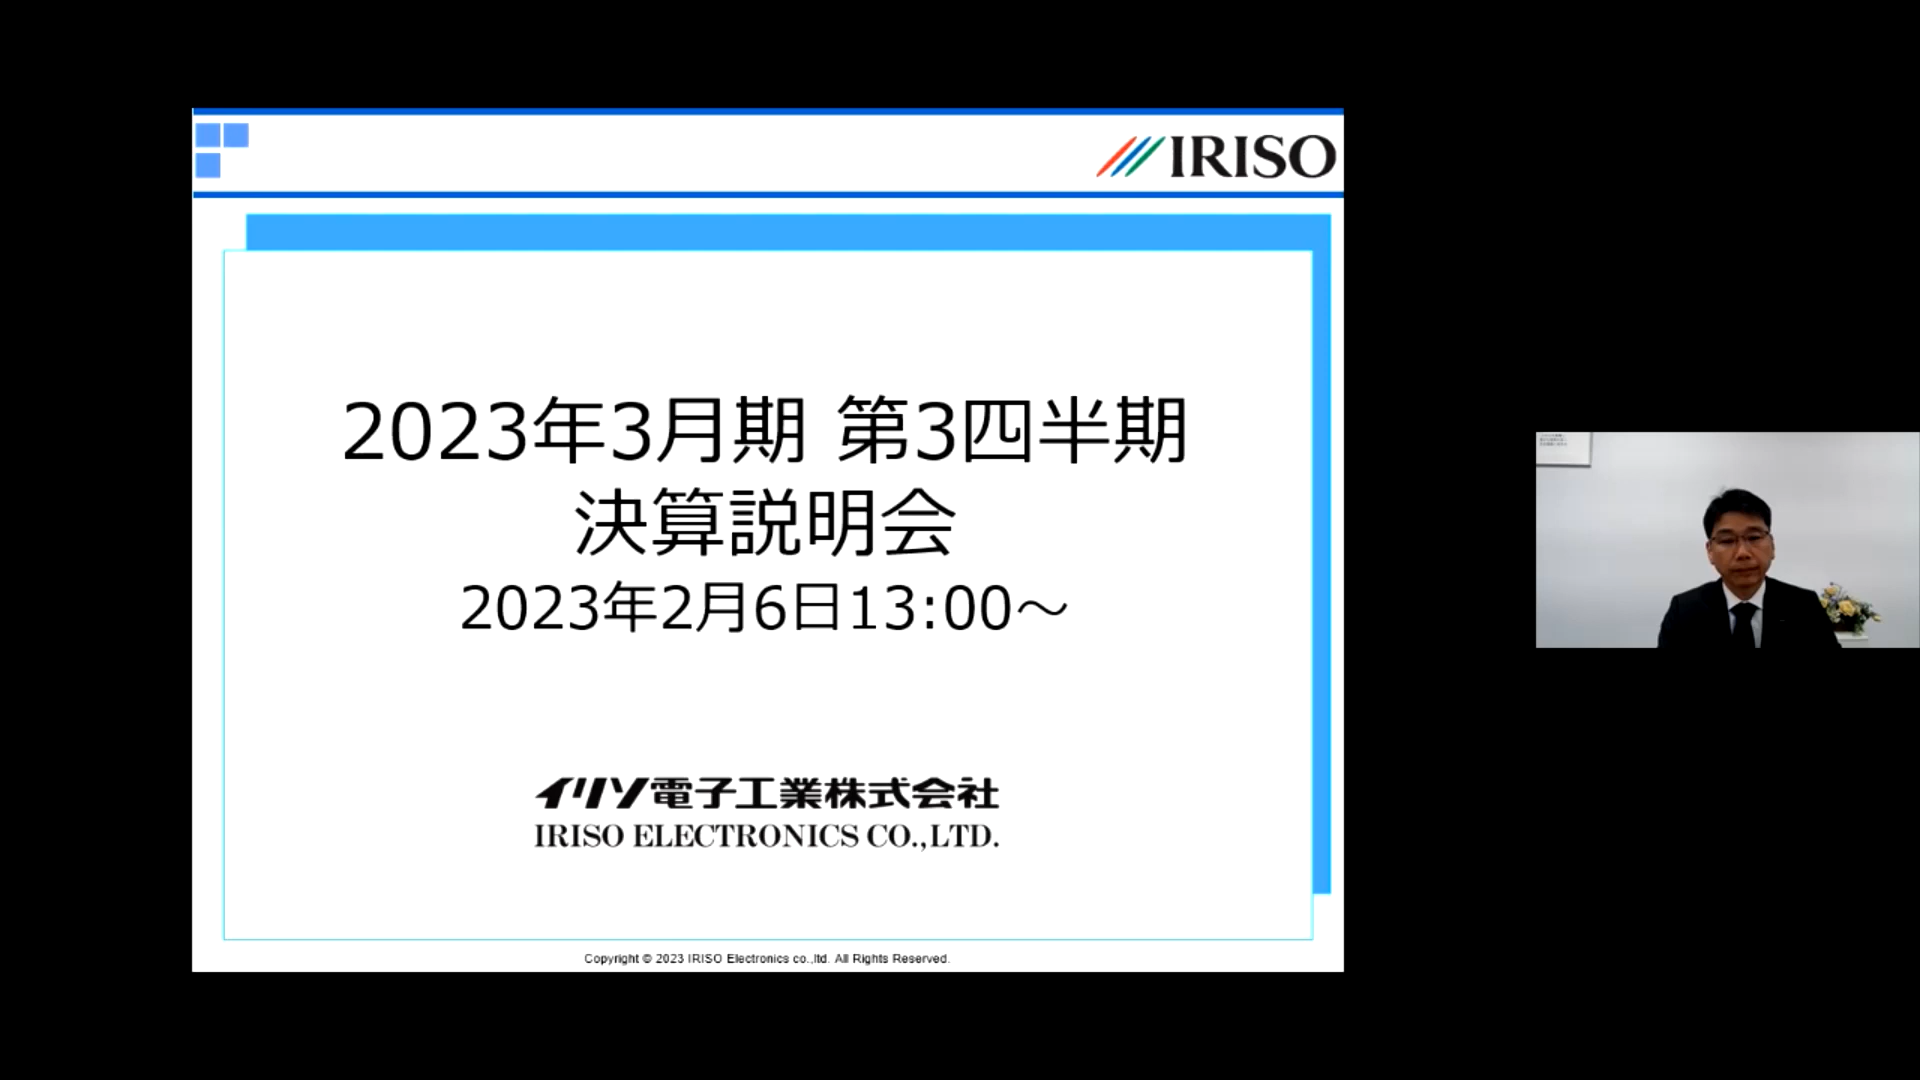 IRISO
2023年3月期 第3四半期
決算説明会
2023年2月6日13:00～
イリソ電子工業株式会社
IRISO ELECTRONICS CO.,LTD.
Copyright © 2023 IRISO Electronics co.,ltd. All Rights Reserved.